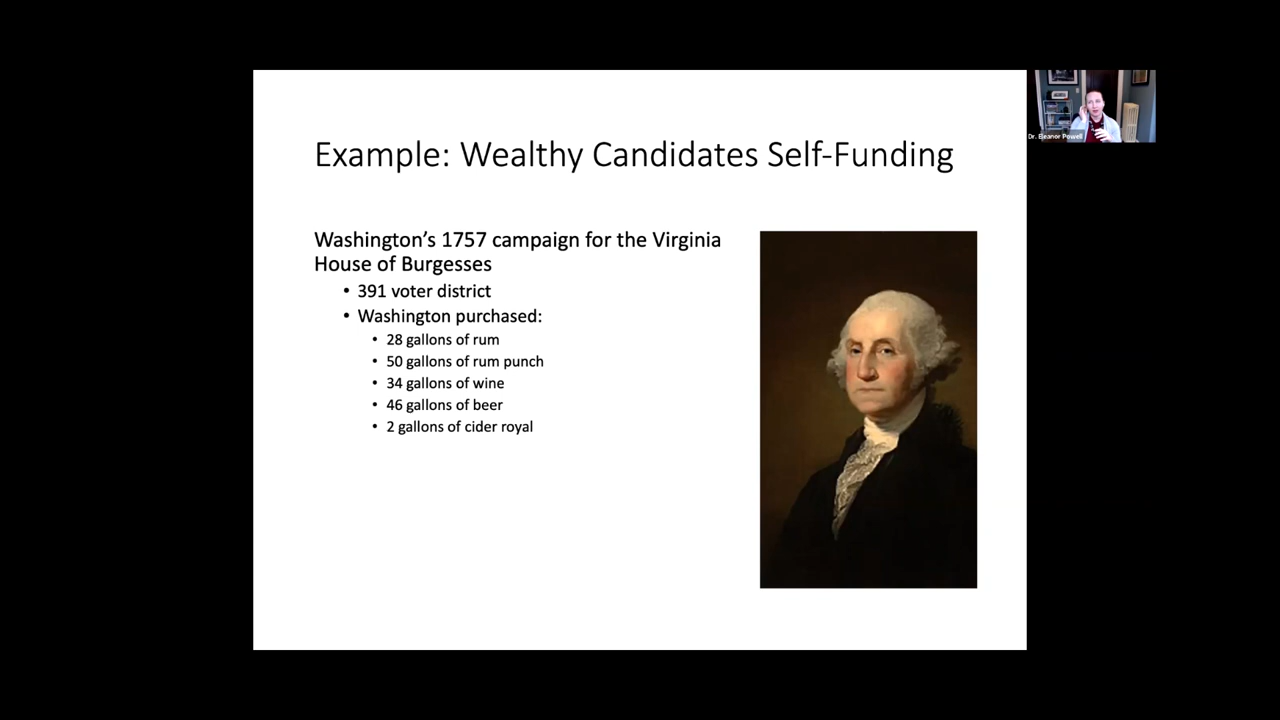 Example: Wealthy Candidates Self-Funding
Dr. Eleanor Powell
Washington’s 1757 campaign for the Virginia
House of Burgesses
• 391 voter district
• Washington purchased:
• 28 gallons of rum
• 50 gallons of rum punch
• 34 gallons of wine
• 46 gallons of beer
• 2 gallons of cider royal